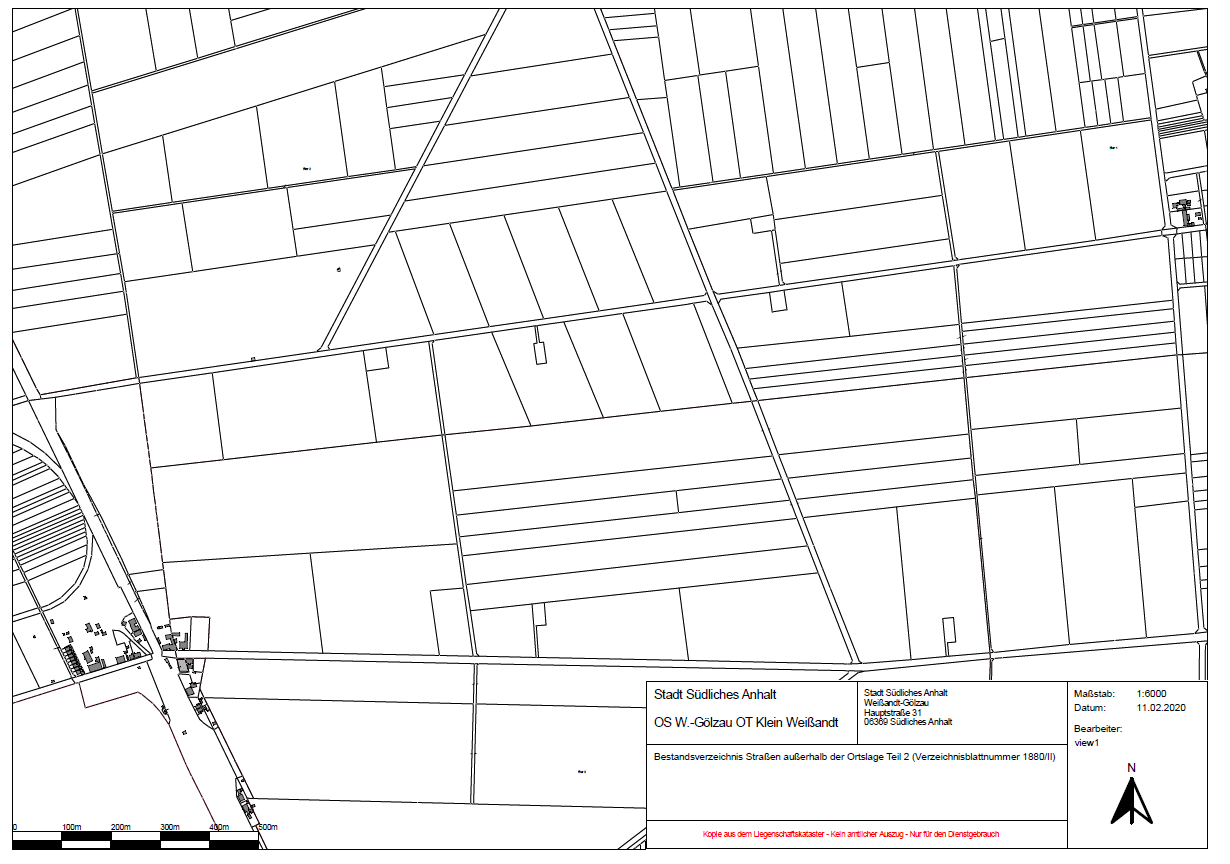 0 100m 200m 300m 400m 500m
Stadt Südliches Anhalt
OS W.-Gölzau OT Klein Weißandt
Stadt Südliches Anhalt
Weißandt-Gölzau
Hauptstraße 31
06369 Südliches Anhalt
Maßstab: 1:6000
Datum: 11.02.2020
Bearbeiter:
view1
Bestandsverzeichnis Straßen außerhalb der Ortslage Teil 2 (Verzeichnisblattnummer 1880/II)
N
Kopie aus dem Liegenschaftskataster - Kein amtlicher Auszug - Nur für den Dienstgebrauch